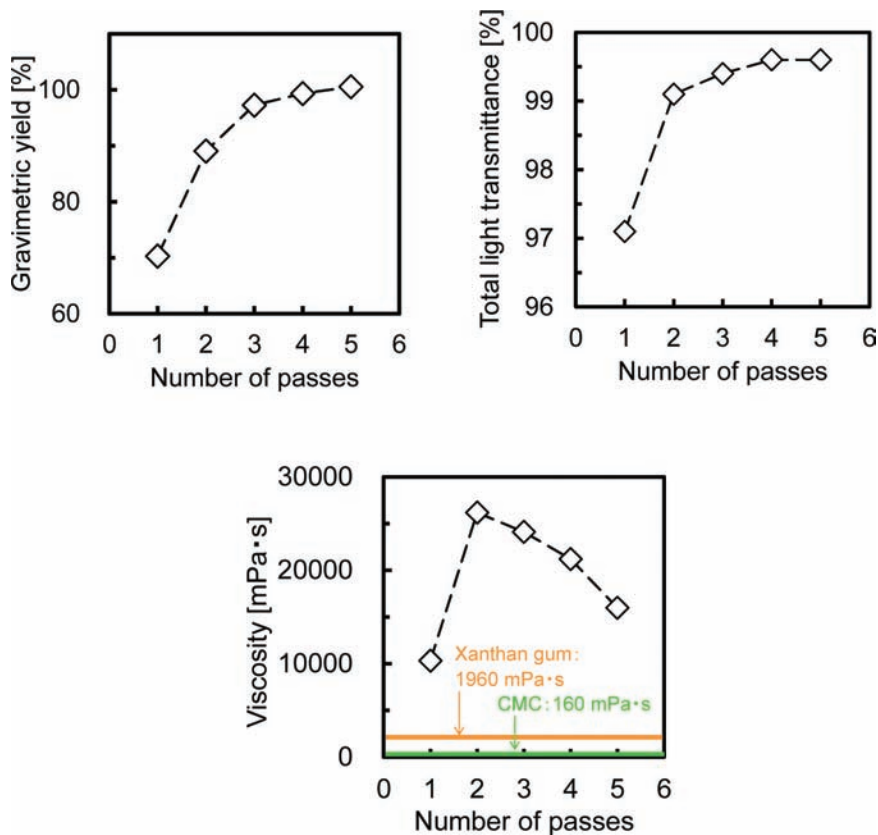 Gravimetric yield [%]
100
80
60
0 1 2 3 4 5 6
Number of passes
Total light transmittance [%]
100
99
98
97
96
0 1 2 3 4 5 6
Number of passes
Viscosity [mPa・s]
30000
20000
10000
0
Xanthan gum:
1960 mPa・s
CMC: 160 mPa・s
0 1 2 3 4 5 6
Number of passes